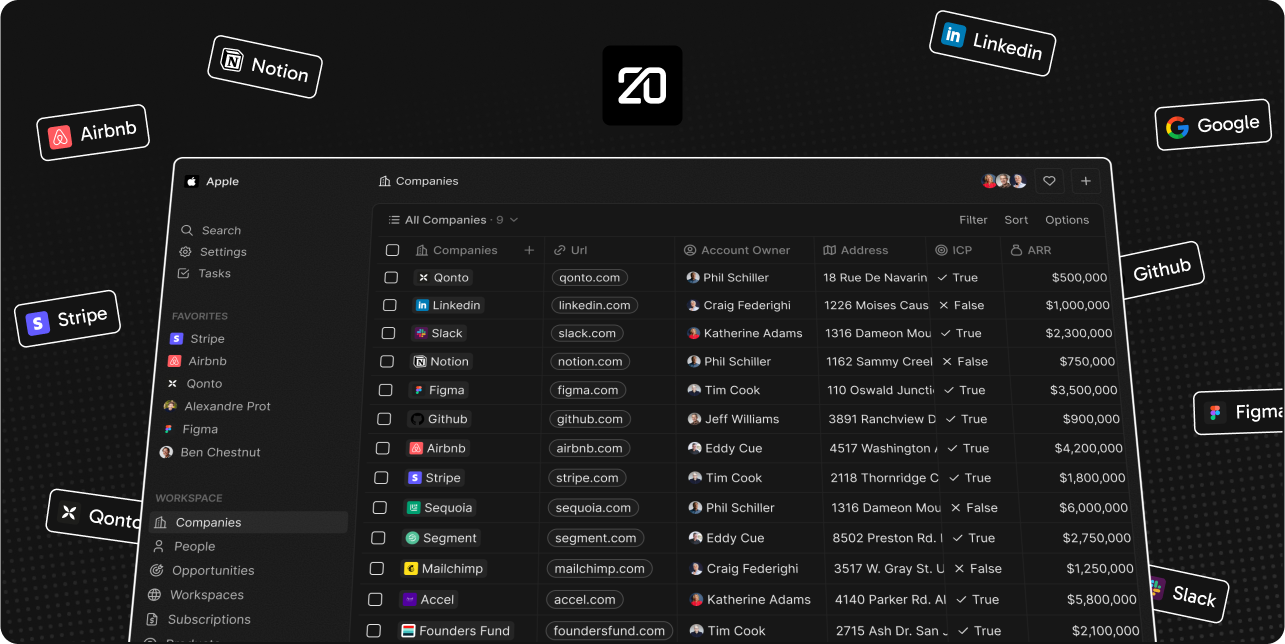 Notion
Linkedin
20
Airbnb
Google
Apple
Companies
Search
Settings
Tasks
All Companies · 9
Filter Sort Options
Companies Url Account Owner Address ICP ARR
Qonto qonto.com Phil Schiller 18 Rue De Navarin True $500,000
Linkedin linkedin.com Craig Federighi 1226 Moises Caus False $1,000,000
Slack slack.com Katherine Adams 1316 Dameon Mou True $2,300,000
Notion notion.com Phil Schiller 1162 Sammy Creek False $750,000
Figma figma.com Tim Cook 110 Oswald Juncti True $3,500,000
Github github.com Jeff Williams 3891 Ranchview D True $900,000
Airbnb airbnb.com Eddy Cue 4517 Washington True $4,200,000
Stripe stripe.com Tim Cook 2118 Thornridge C True $1,800,000
Sequoia sequoia.com Phil Schiller 1316 Dameon Mou False $6,000,000
Segment segment.com Eddy Cue 8502 Preston Rd. True $2,750,000
Mailchimp mailchimp.com Craig Federighi 3517 W. Gray St. U False $1,250,000
Accel accel.com Katherine Adams 4140 Parker Rd. Al True $5,800,000
Founders Fund foundersfund.com Tim Cook 2715 Ash Dr. San True $2,100,000
FAVORITES
Stripe
Airbnb
Qonto
Alexandre Prot
Figma
Ben Chestnut
WORKSPACE
Companies
People
Opportunities
Workspaces
Subscriptions
Github
Stripe
Figma
Qonto
Slack